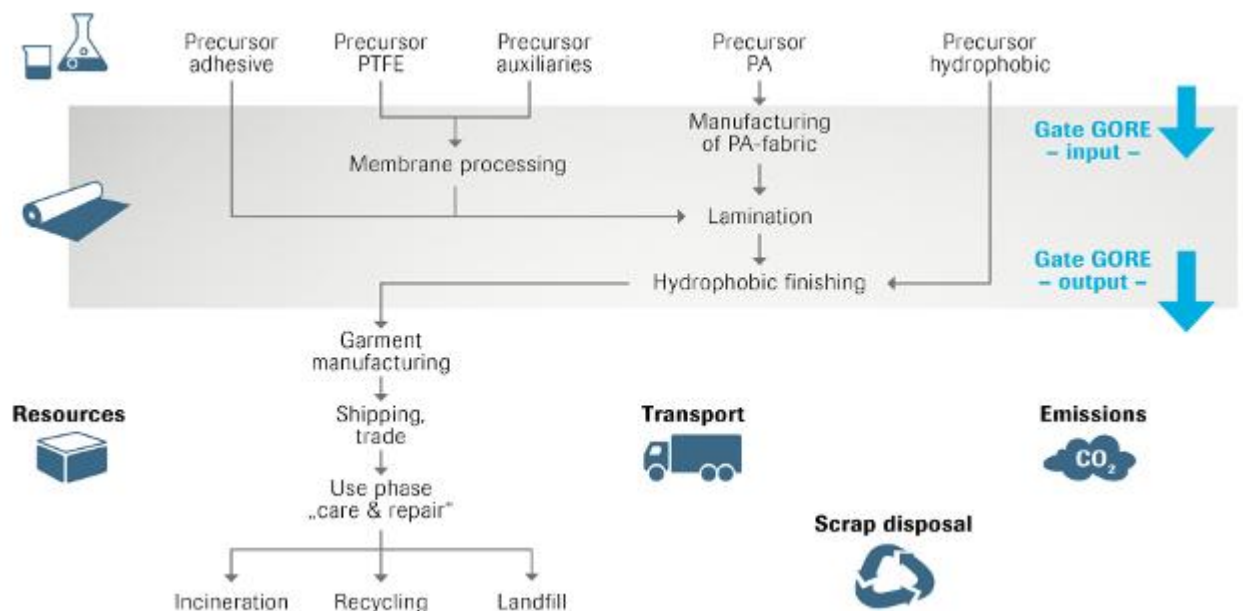 Precursor
adhesive
Precursor
PTFE
Precursor
auxiliaries
Precursor
PA
Precursor
hydrophobic
Manufacturing
of PA-fabric
Gate GORE
– input –
Membrane processing
Lamination
Gate GORE
– output –
Hydrophobic finishing
Garment
manufacturing
Resources
Shipping,
trade
Transport
Emissions
CO₂
Use phase
„care & repair“
Scrap disposal
Incineration
Recycling
Landfill